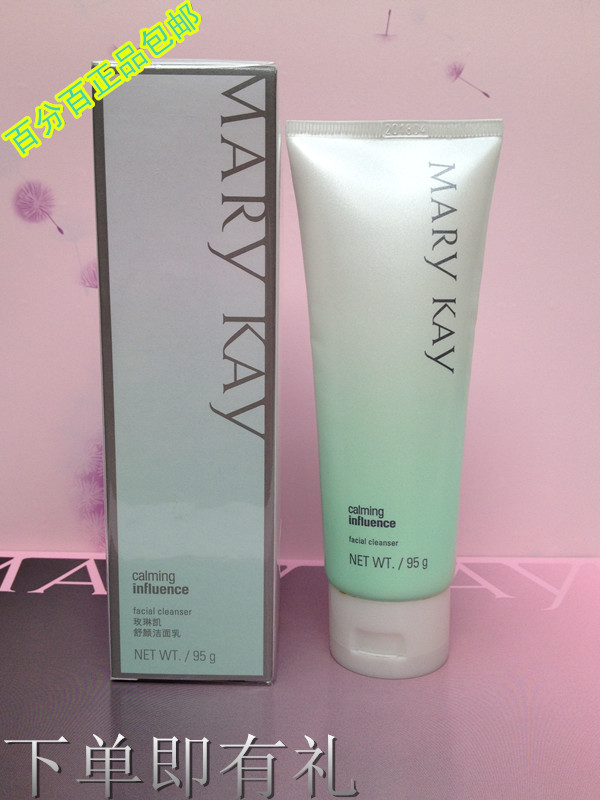 百分百正品包邮
MARY KAY
calming
influence
facial cleanser
玫琳凯
舒颜洁面乳
NET WT. / 95 g
MARY KAY
calming
influence
facial cleanser
NET WT. / 95 g
MARY KAY
下单即有礼